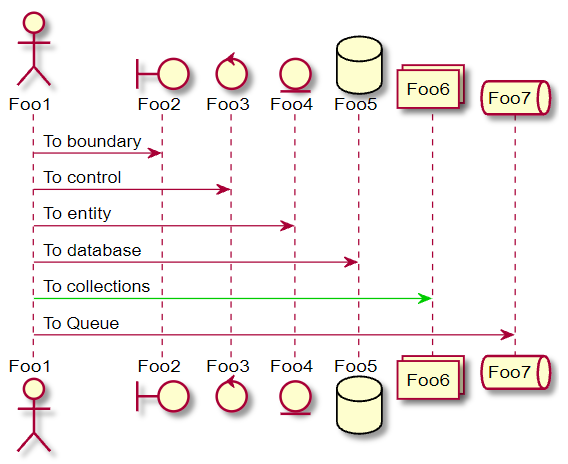 Foo1 Foo2 Foo3 Foo4 Foo5 Foo6 Foo7
To boundary
To control
To entity
To database
To collections
To Queue
Foo1 Foo2 Foo3 Foo4 Foo5 Foo6 Foo7